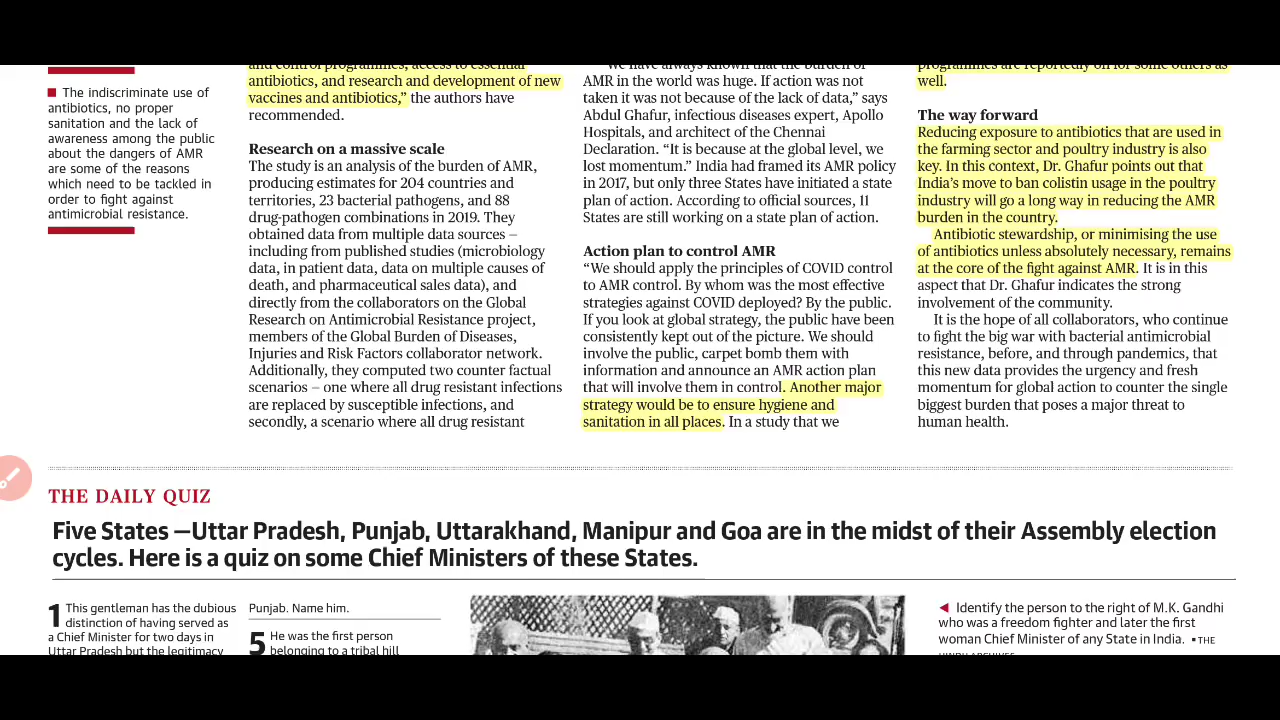 The indiscriminate use of
antibiotics, no proper
sanitation and the lack of
awareness among the public
about the dangers of AMR
are some of the reasons
which need to be tackled in
order to fight against
antimicrobial resistance.
and control programmes, access to essential
antibiotics, and research and development of new
vaccines and antibiotics,” the authors have
recommended.
Research on a massive scale
The study is an analysis of the burden of AMR,
producing estimates for 204 countries and
territories, 23 bacterial pathogens, and 88
drug-pathogen combinations in 2019. They
obtained data from multiple data sources —
including from published studies (microbiology
data, in patient data, data on multiple causes of
death, and pharmaceutical sales data), and
directly from the collaborators on the Global
Research on Antimicrobial Resistance project,
members of the Global Burden of Diseases,
Injuries and Risk Factors collaborator network.
Additionally, they computed two counter factual
scenarios — one where all drug resistant infections
are replaced by susceptible infections, and
secondly, a scenario where all drug resistant
“We have always known that the burden of
AMR in the world was huge. If action was not
taken it was not because of the lack of data,” says
Abdul Ghafur, infectious diseases expert, Apollo
Hospitals, and architect of the Chennai
Declaration. “It is because at the global level, we
lost momentum.” India had framed its AMR policy
in 2017, but only three States have initiated a state
plan of action. According to official sources, 11
States are still working on a state plan of action.
Action plan to control AMR
“We should apply the principles of COVID control
to AMR control. By whom was the most effective
strategies against COVID deployed? By the public.
If you look at global strategy, the public have been
consistently kept out of the picture. We should
involve the public, carpet bomb them with
information and announce an AMR action plan
that will involve them in control. Another major
strategy would be to ensure hygiene and
sanitation in all places. In a study that we
programmes are reportedly on for some others as
well.
The way forward
Reducing exposure to antibiotics that are used in
the farming sector and poultry industry is also
key. In this context, Dr. Ghafur points out that
India’s move to ban colistin usage in the poultry
industry will go a long way in reducing the AMR
burden in the country.
Antibiotic stewardship, or minimising the use
of antibiotics unless absolutely necessary, remains
at the core of the fight against AMR. It is in this
aspect that Dr. Ghafur indicates the strong
involvement of the community.
It is the hope of all collaborators, who continue
to fight the big war with bacterial antimicrobial
resistance, before, and through pandemics, that
this new data provides the urgency and fresh
momentum for global action to counter the single
biggest burden that poses a major threat to
human health.
THE DAILY QUIZ
Five States —Uttar Pradesh, Punjab, Uttarakhand, Manipur and Goa are in the midst of their Assembly election
cycles. Here is a quiz on some Chief Ministers of these States.
1 This gentleman has the dubious
distinction of having served as
a Chief Minister for two days in
Uttar Pradesh but the legitimacy
Punjab. Name him.
5 He was the first person
belonging to a tribal hill
Identify the person to the right of M.K. Gandhi
who was a freedom fighter and later the first
woman Chief Minister of any State in India. • THE